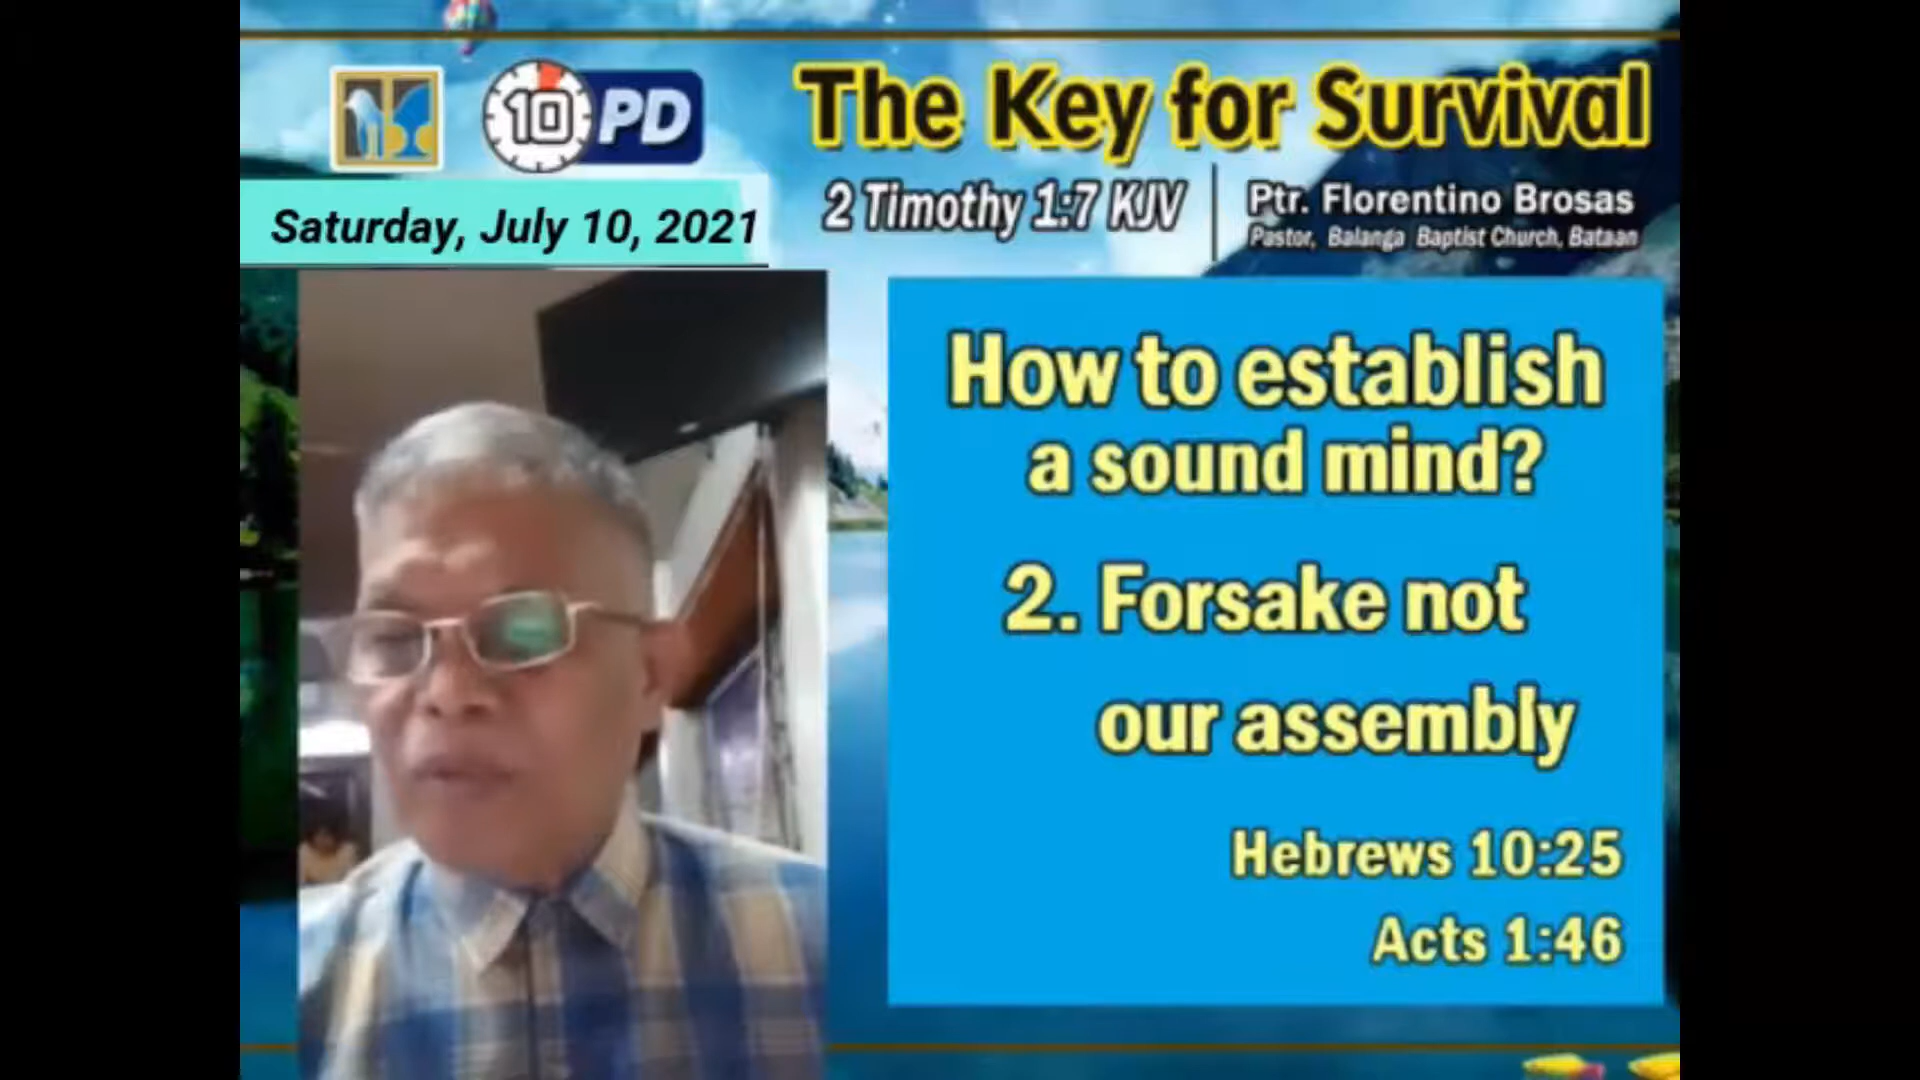 10 PD
The Key for Survival
Saturday, July 10, 2021
2 Timothy 1:7 KJV
Ptr. Florentino Brosas
Pastor, Balanga Baptist Church, Bataan
How to establish
a sound mind?
2. Forsake not
our assembly
Hebrews 10:25
Acts 1:46